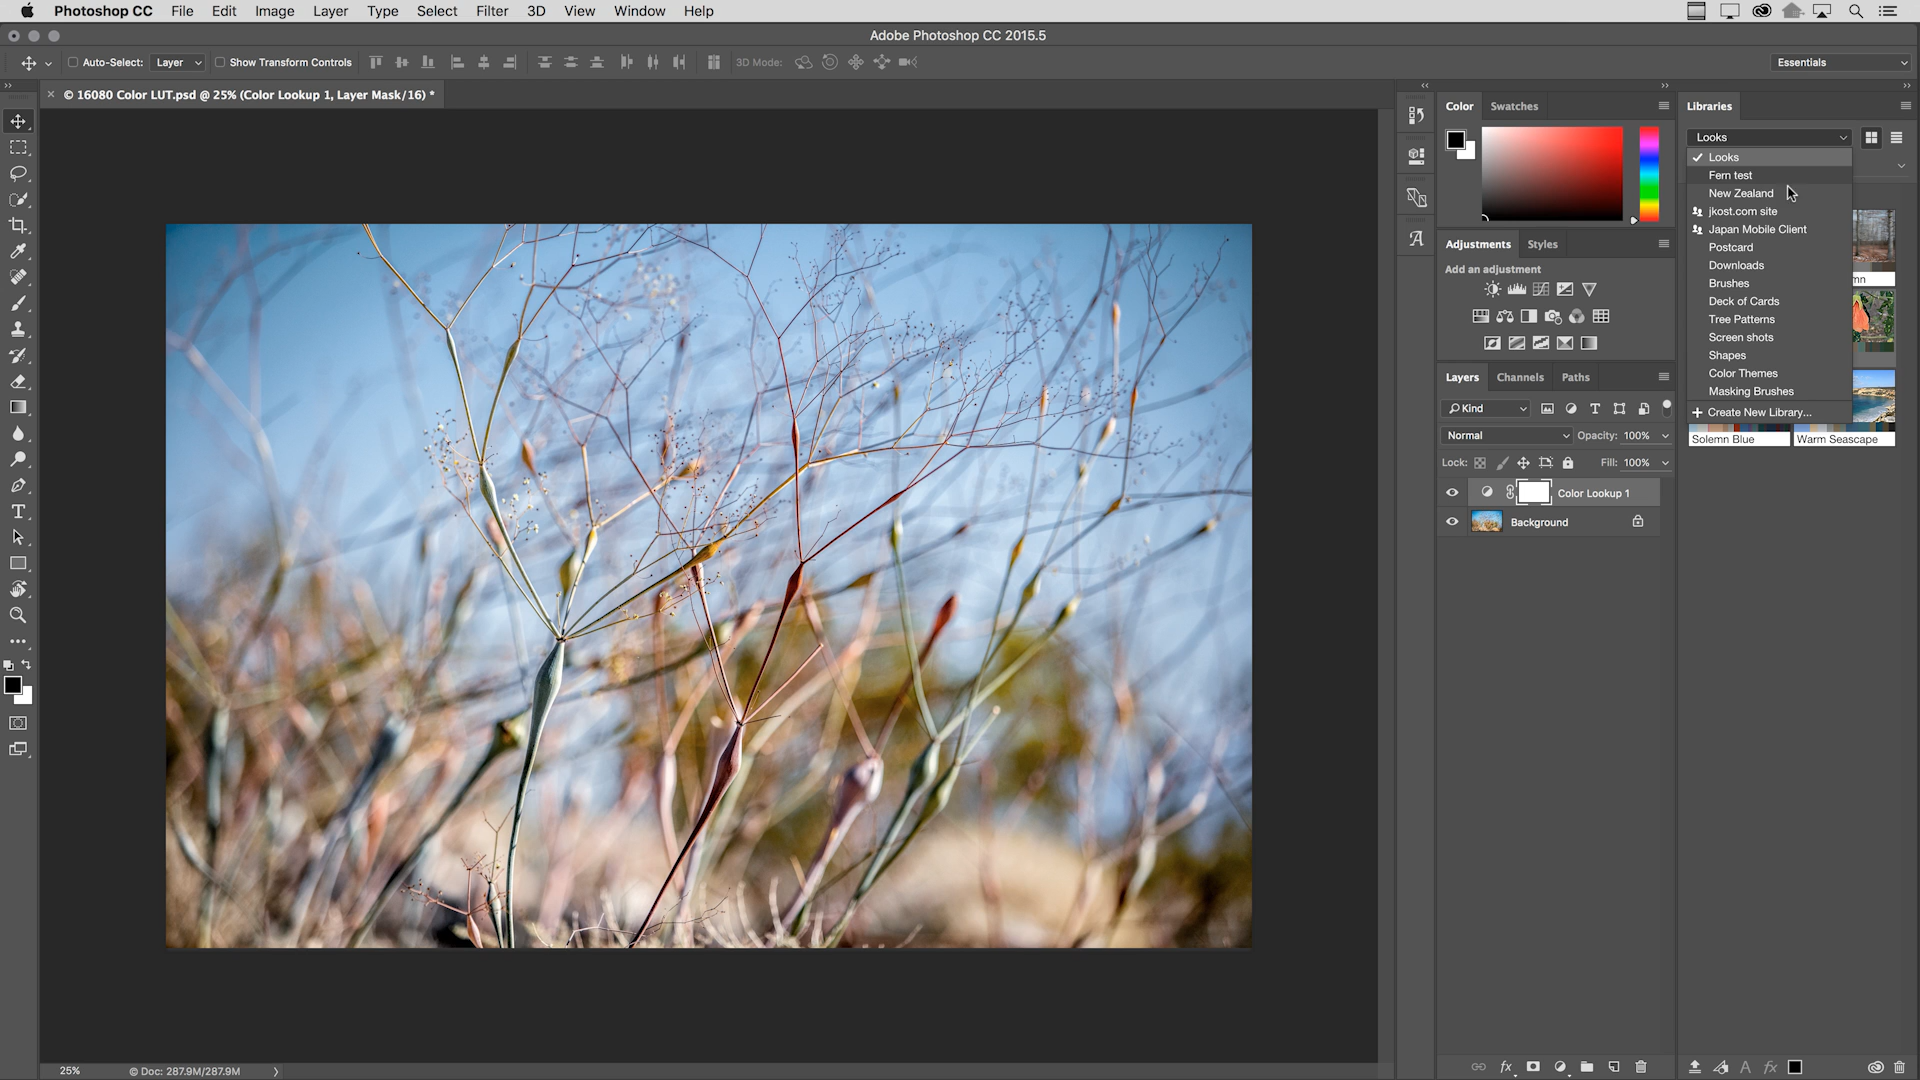 Photoshop CC File Edit Image Layer Type Select Filter 3D View Window Help
Adobe Photoshop CC 2015.5
Auto-Select: Layer Show Transform Controls 3D Mode: Essentials
× © 16080 Color LUT.psd @ 25% (Color Lookup 1, Layer Mask/16) *
Color Swatches
Libraries
Looks
Looks
Fern test
New Zealand
jkost.com site
Japan Mobile Client
Postcard
Downloads
Brushes
Deck of Cards
Tree Patterns
Screen shots
Shapes
Color Themes
Masking Brushes
Create New Library...
Solemn Blue Warm Seascape
Adjustments Styles
Add an adjustment
Layers Channels Paths
Kind
Normal Opacity: 100%
Lock: Fill: 100%
Color Lookup 1
Background
25% © Doc: 287.9M/287.9M